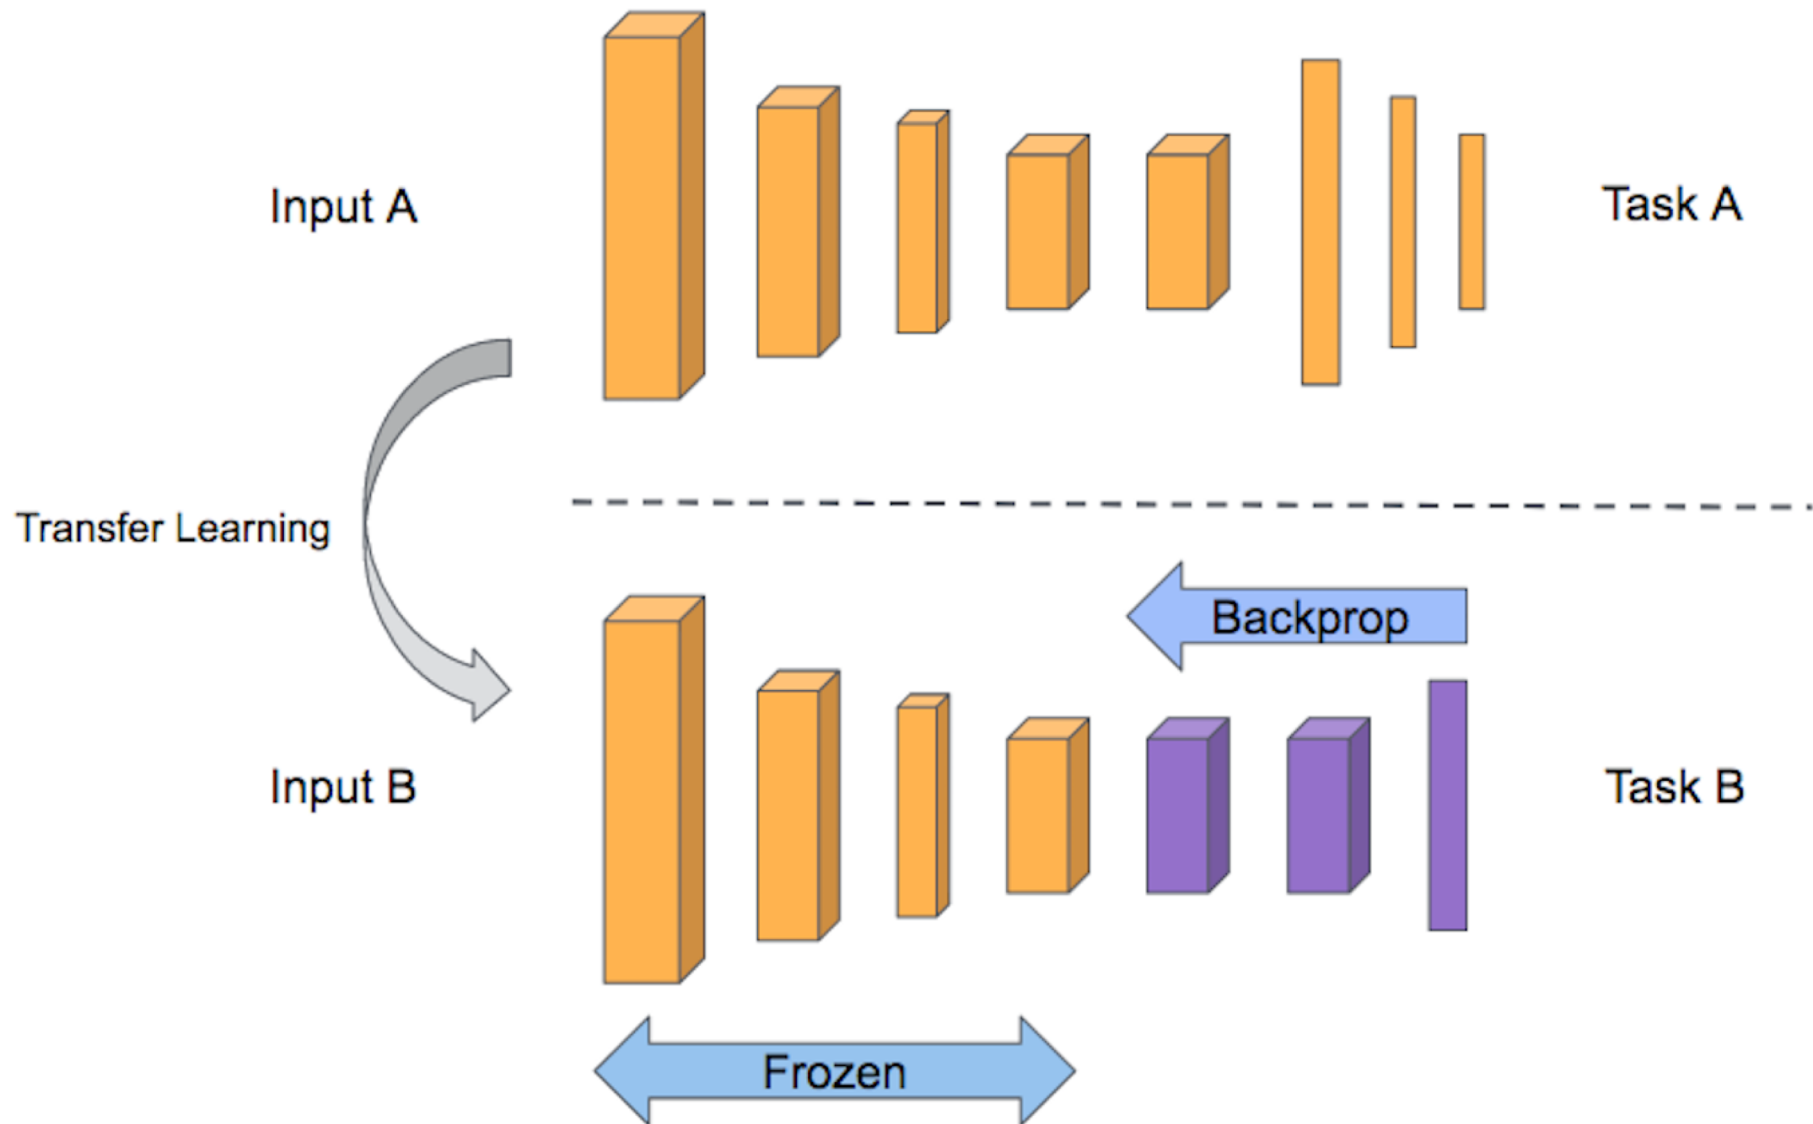 Input A
Task A
Transfer Learning
Backprop
Input B
Task B
Frozen